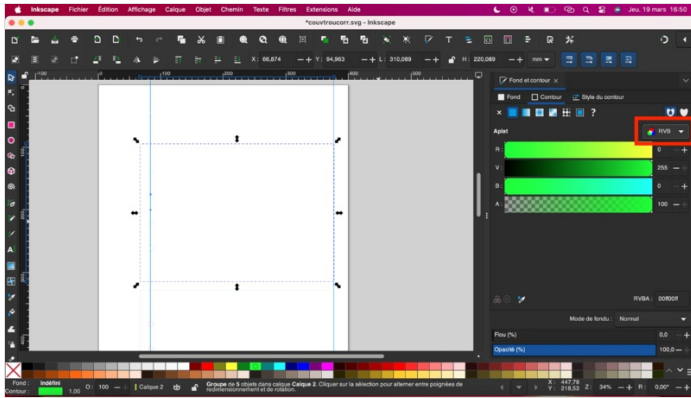 Inkscape Fichier Édition Affichage Calque Objet Chemin Texte Filtres Extensions Aide Jeu. 19 mars 16:50
*couvtroucorr.svg - Inkscape
X : 66,674 Y : 94,963 L : 310,089 H : 220,089 mm
Fond et contour
Fond Contour Style du contour
Aplat RVB
R : 0
V : 255
B : 0
A : 100
RVBA : 00ff00ff
Mode de fondu : Normal
Flou (%) 0,0
Opacité (%) 100,0
Fond : Indéfini O : 100 Calque 2 Groupe de 5 objets dans calque Calque 2. Cliquer sur la sélection pour alterner entre poignées de X : 447,79 Z : 34% R : 0,00°
Contour : 1,00 redimensionnement et de rotation. Y : 218,53